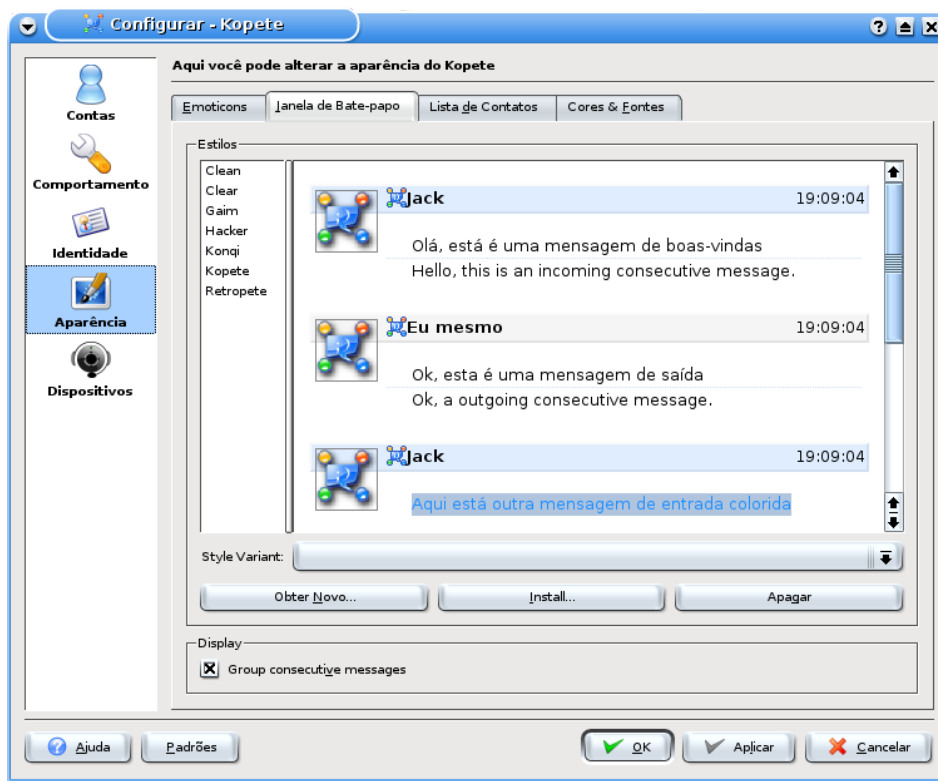 Configurar - Kopete
Aqui você pode alterar a aparência do Kopete
Contas
Comportamento
Identidade
Aparência
Dispositivos
Emoticons
Janela de Bate-papo
Lista de Contatos
Cores & Fontes
Estilos
Clean
Clear
Gaim
Hacker
Konqi
Kopete
Retropete
Jack 19:09:04
Olá, está é uma mensagem de boas-vindas
Hello, this is an incoming consecutive message.
Eu mesmo 19:09:04
Ok, esta é uma mensagem de saída
Ok, a outgoing consecutive message.
Jack 19:09:04
Aqui está outra mensagem de entrada colorida
Style Variant:
Obter Novo...
Install...
Apagar
Display
Group consecutive messages
Ajuda
Padrões
OK
Aplicar
Cancelar